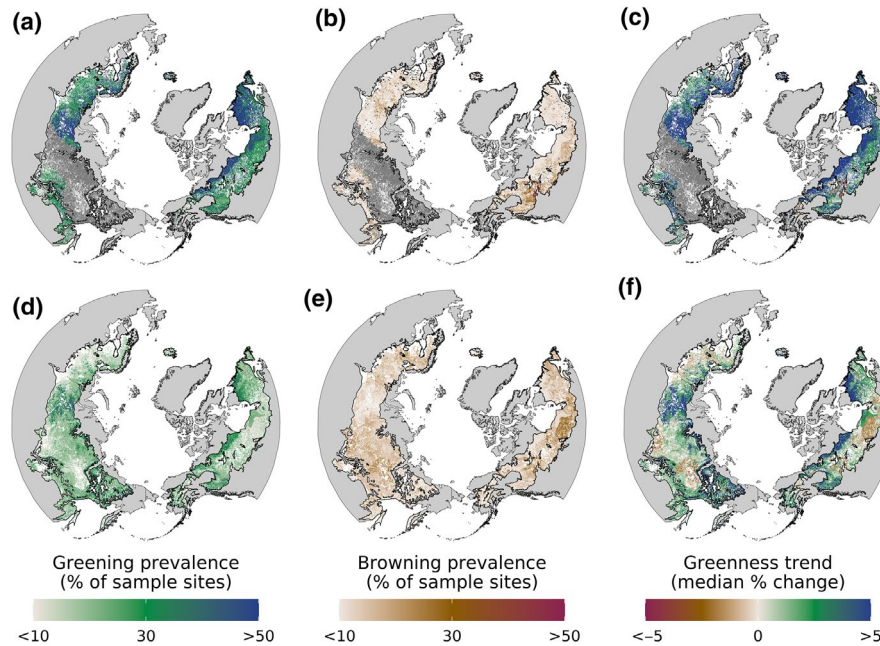 (a)
(b)
(c)
(d)
(e)
(f)
Greening prevalence
(% of sample sites)
<10 30 >50
Browning prevalence
(% of sample sites)
<10 30 >50
Greenness trend
(median % change)
<−5 0 >5